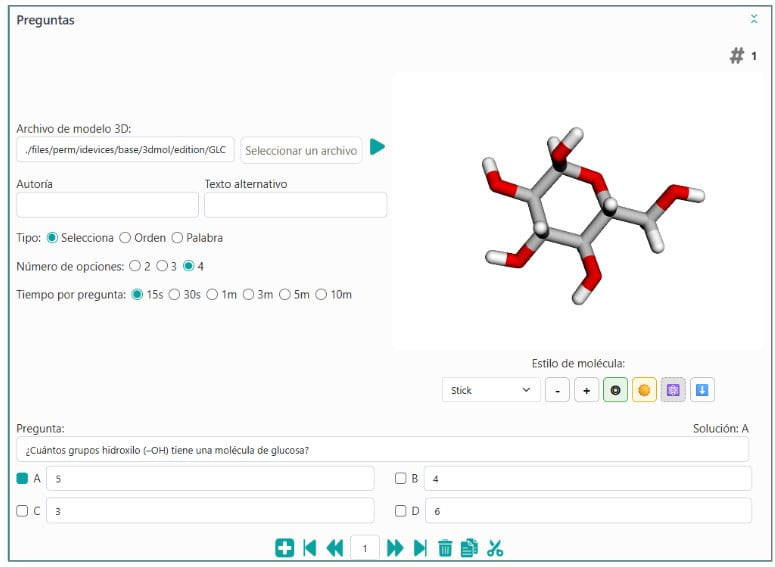 Preguntas
# 1
Archivo de modelo 3D:
./files/perm/idevices/base/3dmol/edition/GLC
Seleccionar un archivo
Autoría
Texto alternativo
Tipo: Selecciona Orden Palabra
Número de opciones: 2 3 4
Tiempo por pregunta: 15s 30s 1m 3m 5m 10m
Estilo de molécula:
Stick - +
Pregunta:
Solución: A
¿Cuántos grupos hidroxilo (–OH) tiene una molécula de glucosa?
A 5
B 4
C 3
D 6
1